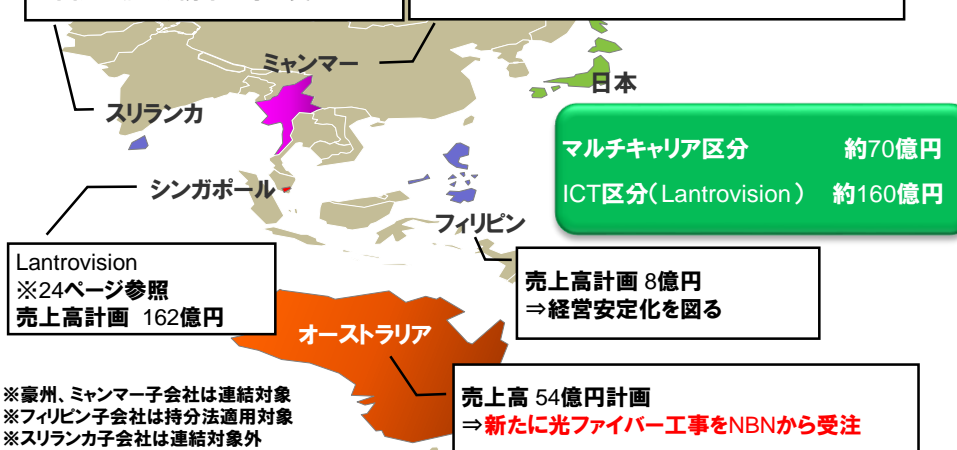 ミャンマー
日本
スリランカ
マルチキャリア区分 約70億円
ICT区分(Lantrovision) 約160億円
シンガポール
フィリピン
Lantrovision
※24ページ参照
売上高計画 162億円
売上高計画 8億円
⇒経営安定化を図る
オーストラリア
※豪州、ミャンマー子会社は連結対象
※フィリピン子会社は持分法適用対象
※スリランカ子会社は連結対象外
売上高 54億円計画
⇒新たに光ファイバー工事をNBNから受注